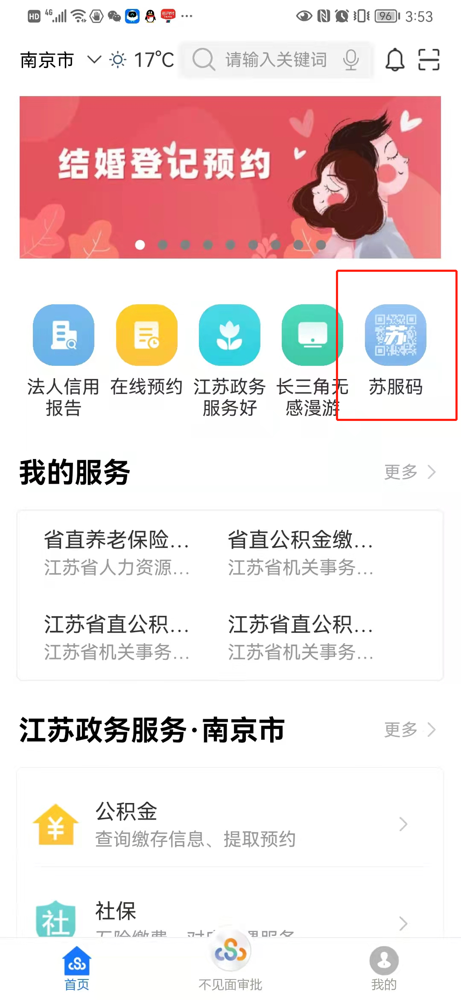 HD 4G 96 3:53
南京市 17°C 请输入关键词
结婚登记预约
苏
法人信用报告
在线预约
江苏政务服务好
长三角无感漫游
苏服码
我的服务 更多
省直养老保险... 省直公积金缴...
江苏省人力资源... 江苏省机关事务...
江苏省直公积... 江苏省直公积...
江苏省机关事务... 江苏省机关事务...
江苏政务服务·南京市 更多
¥ 公积金
查询缴存信息、提取预约
社 社保
首页 不见面审批 我的